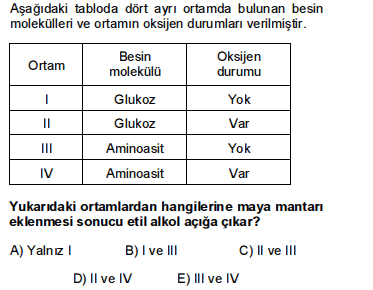 Aşağıdaki tabloda dört ayrı ortamda bulunan besin
molekülleri ve ortamın oksijen durumları verilmiştir.
Ortam Besin molekülü Oksijen durumu
I Glukoz Yok
II Glukoz Var
III Aminoasit Yok
IV Aminoasit Var
Yukarıdaki ortamlardan hangilerine maya mantarı
eklenmesi sonucu etil alkol açığa çıkar?
A) Yalnız I B) I ve III C) II ve III
D) II ve IV E) III ve IV